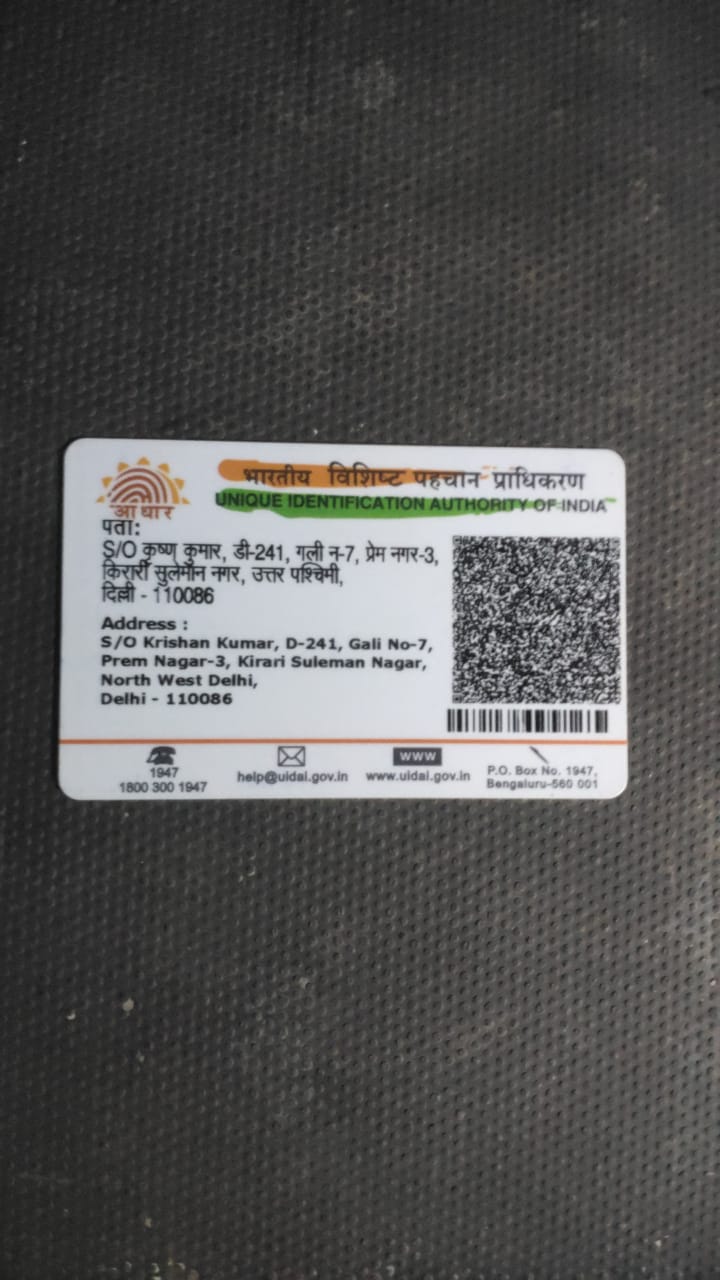 भारतीय विशिष्ट पहचान प्राधिकरण
UNIQUE IDENTIFICATION AUTHORITY OF INDIA
आधार
पता:
S/O कृष्ण कुमार, डी-241, गली न-7, प्रेम नगर-3,
किरारी सुलेमान नगर, उत्तर पश्चिमी,
दिल्ली - 110086
Address :
S/O Krishan Kumar, D-241, Gali No-7,
Prem Nagar-3, Kirari Suleman Nagar,
North West Delhi,
Delhi - 110086
1947
1800 300 1947
help@uidai.gov.in
WWW
www.uidai.gov.in
P.O. Box No. 1947,
Bengaluru-560 001